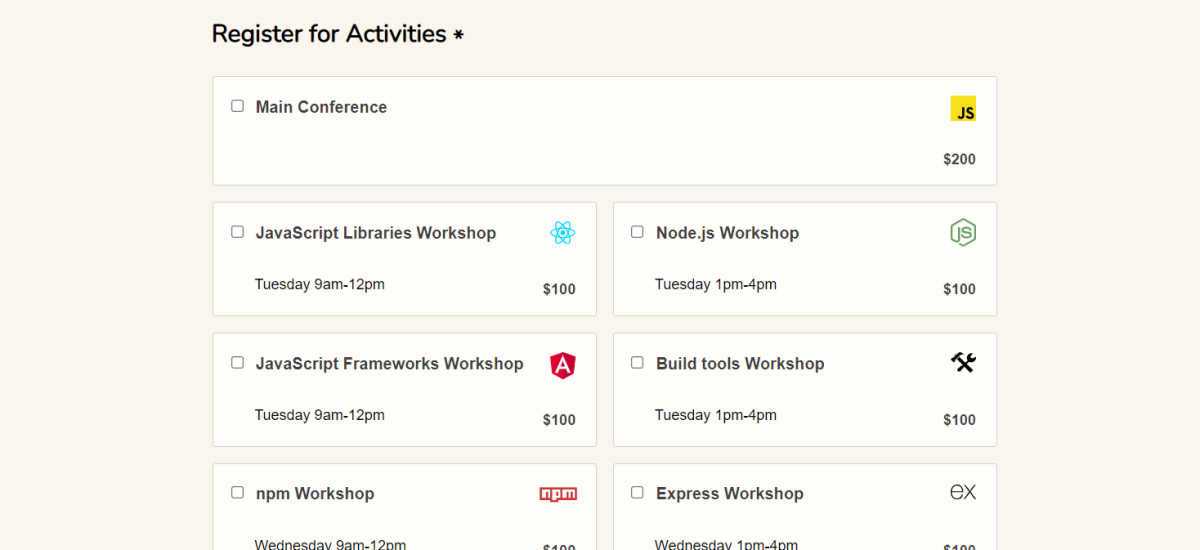 Register for Activities *
Main Conference
JS
$200
JavaScript Libraries Workshop
Tuesday 9am-12pm
$100
Node.js Workshop
JS
Tuesday 1pm-4pm
$100
JavaScript Frameworks Workshop
A
Tuesday 9am-12pm
$100
Build tools Workshop
Tuesday 1pm-4pm
$100
npm Workshop
npm
Wednesday 9am-12pm
$100
Express Workshop
ex
Wednesday 1pm-4pm
$100